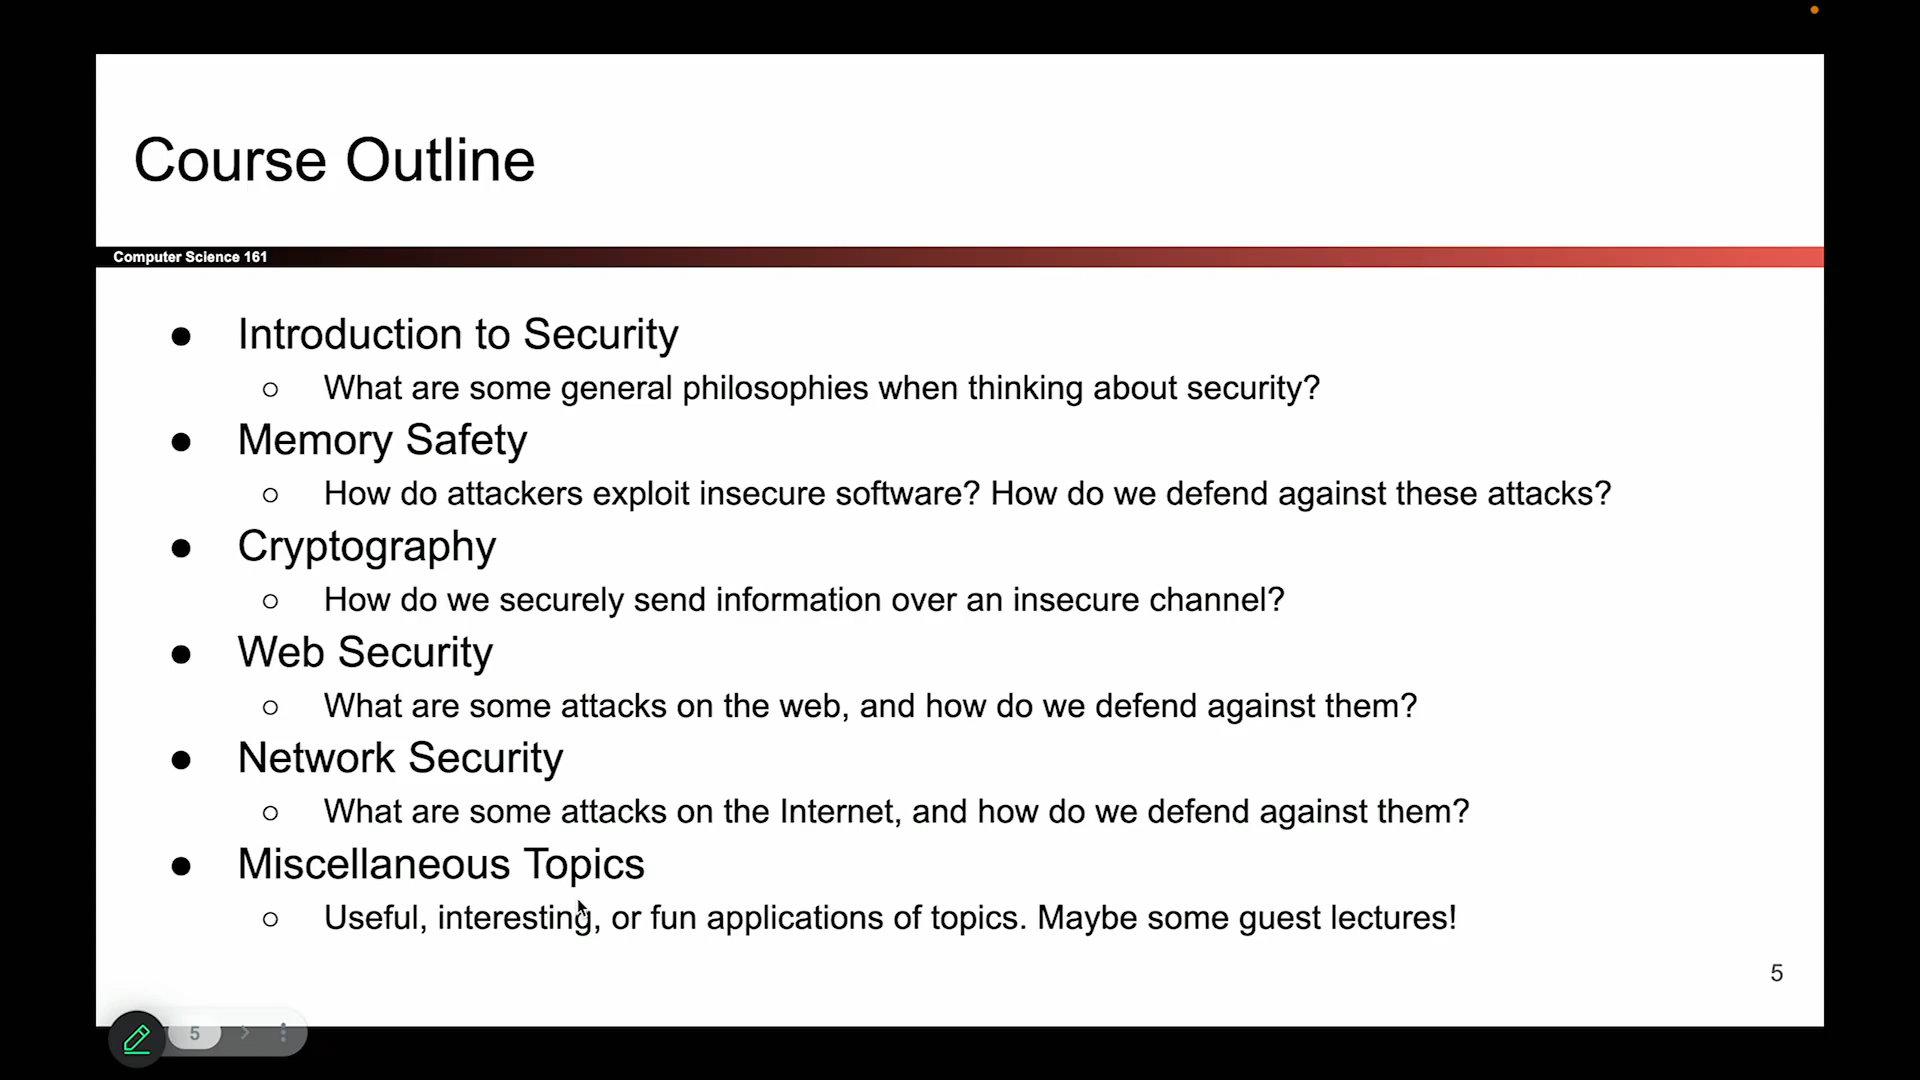 Course Outline
Computer Science 161
● Introduction to Security
○ What are some general philosophies when thinking about security?
● Memory Safety
○ How do attackers exploit insecure software? How do we defend against these attacks?
● Cryptography
○ How do we securely send information over an insecure channel?
● Web Security
○ What are some attacks on the web, and how do we defend against them?
● Network Security
○ What are some attacks on the Internet, and how do we defend against them?
● Miscellaneous Topics
○ Useful, interesting, or fun applications of topics. Maybe some guest lectures!
5
5